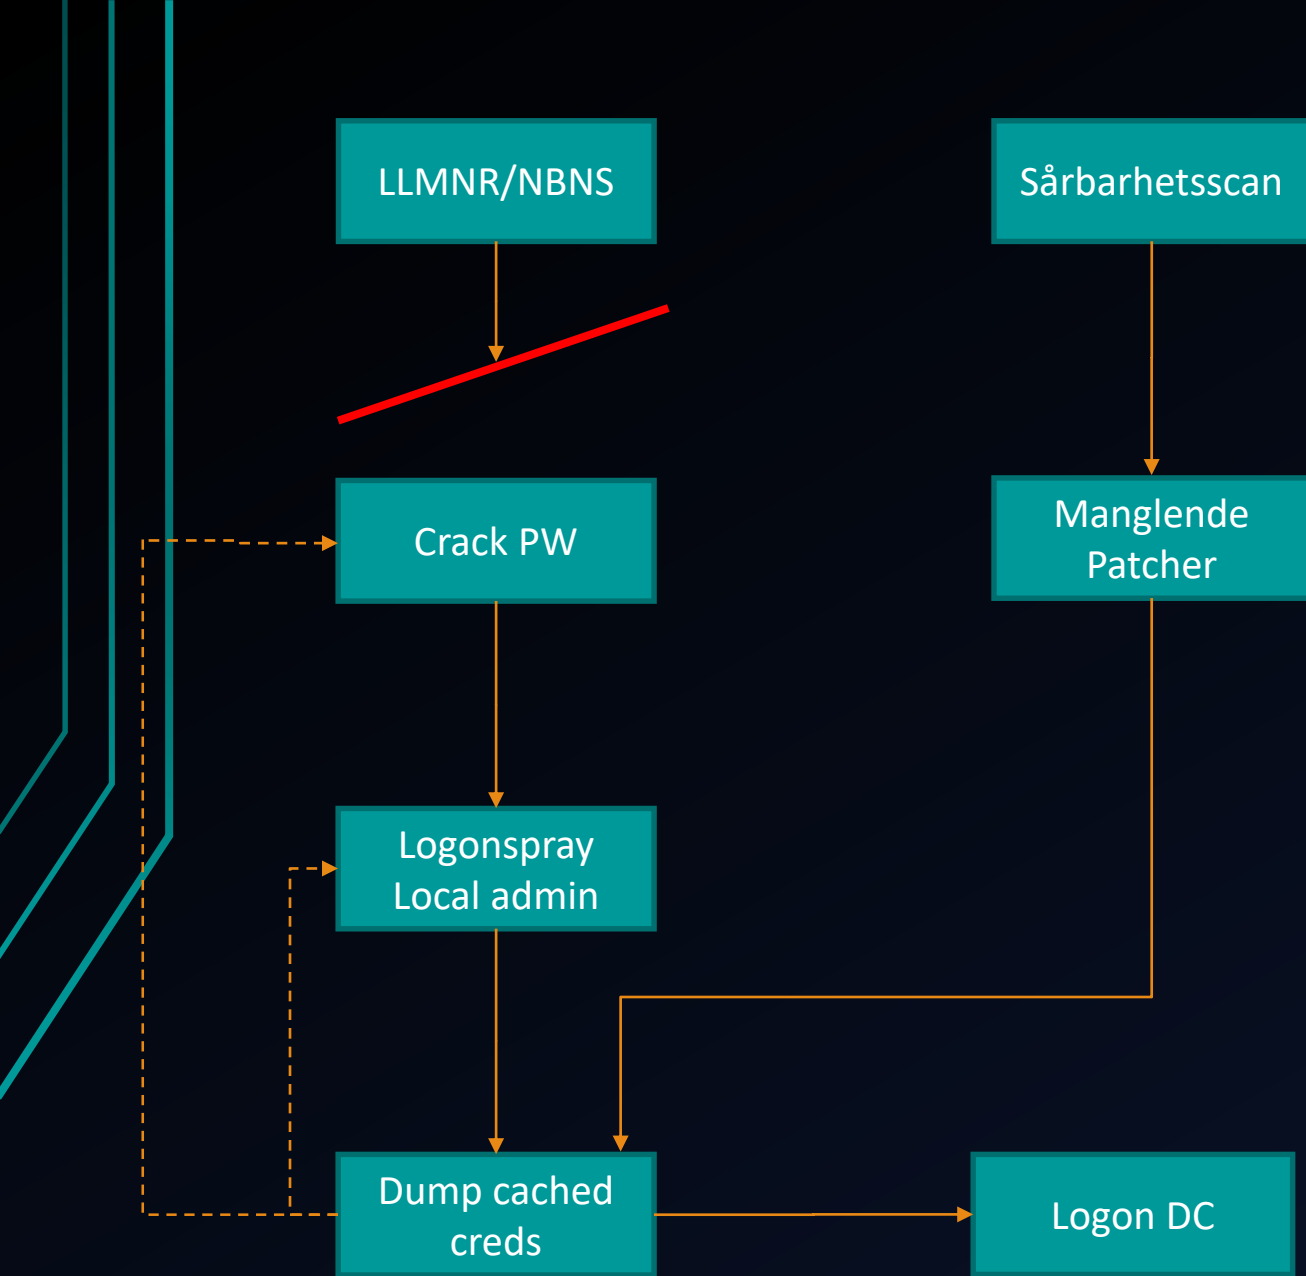 LLMNR/NBNS
Sårbarhetsscan
Crack PW
Manglende
Patcher
Logonspray
Local admin
Dump cached
creds
Logon DC